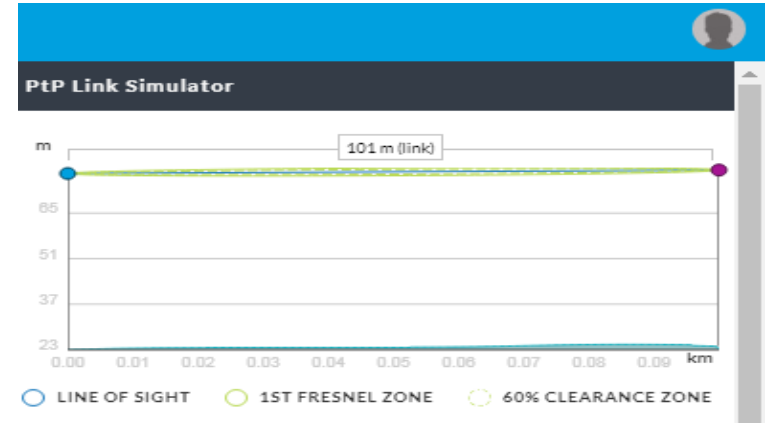 PtP Link Simulator
m
101 m (link)
65
51
37
23
0.00 0.01 0.02 0.03 0.04 0.05 0.06 0.07 0.08 0.09 km
LINE OF SIGHT 1ST FRESNEL ZONE 60% CLEARANCE ZONE